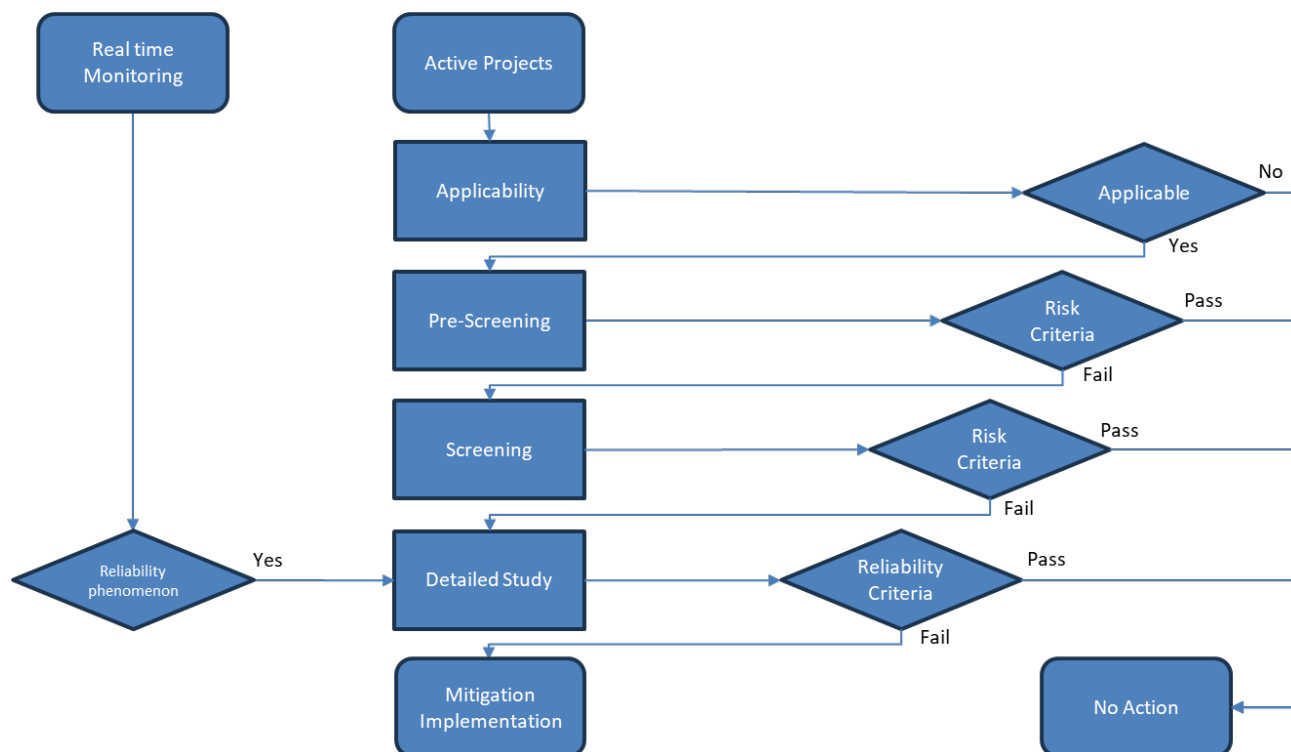 Real time
Monitoring
Active Projects
Applicability
Applicable
No
Yes
Pre-Screening
Risk
Criteria
Pass
Fail
Screening
Risk
Criteria
Pass
Fail
Reliability
phenomenon
Yes
Detailed Study
Reliability
Criteria
Pass
Fail
Mitigation
Implementation
No Action